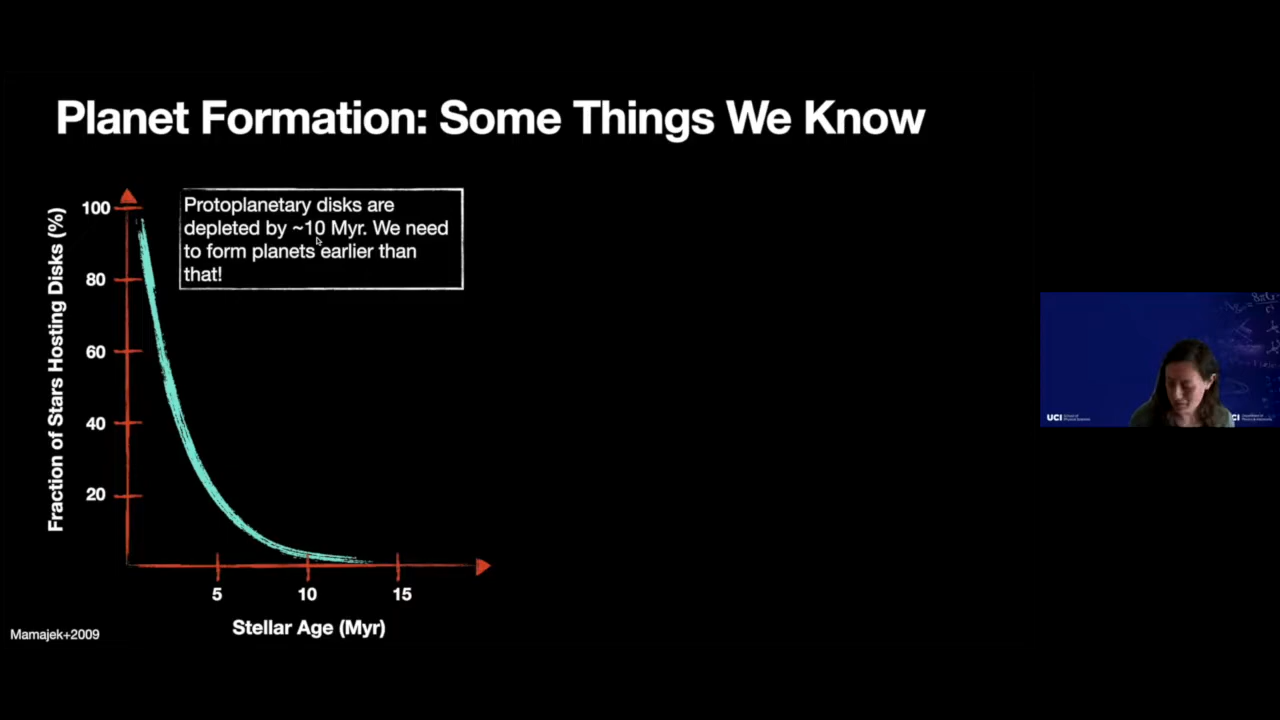 Planet Formation: Some Things We Know
Protoplanetary disks are
depleted by ~10 Myr. We need
to form planets earlier than
that!
Fraction of Stars Hosting Disks (%)
100
80
60
40
20
5 10 15
Stellar Age (Myr)
Mamajek+2009
UCI